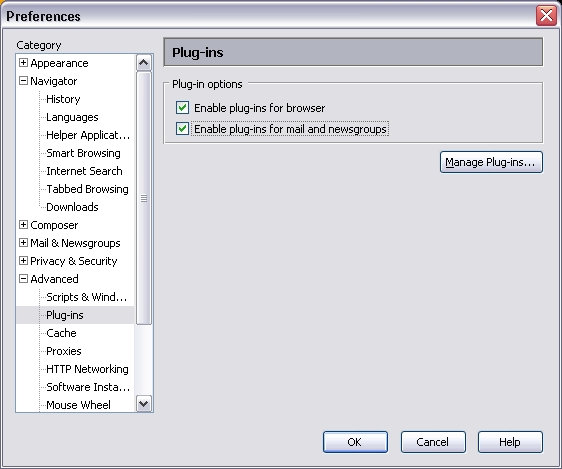 Preferences
Category
Appearance
Navigator
History
Languages
Helper Applicat...
Smart Browsing
Internet Search
Tabbed Browsing
Downloads
Composer
Mail & Newsgroups
Privacy & Security
Advanced
Scripts & Wind...
Plug-ins
Cache
Proxies
HTTP Networking
Software Insta...
Mouse Wheel
Plug-ins
Plug-in options
Enable plug-ins for browser
Enable plug-ins for mail and newsgroups
Manage Plug-ins...
OK
Cancel
Help